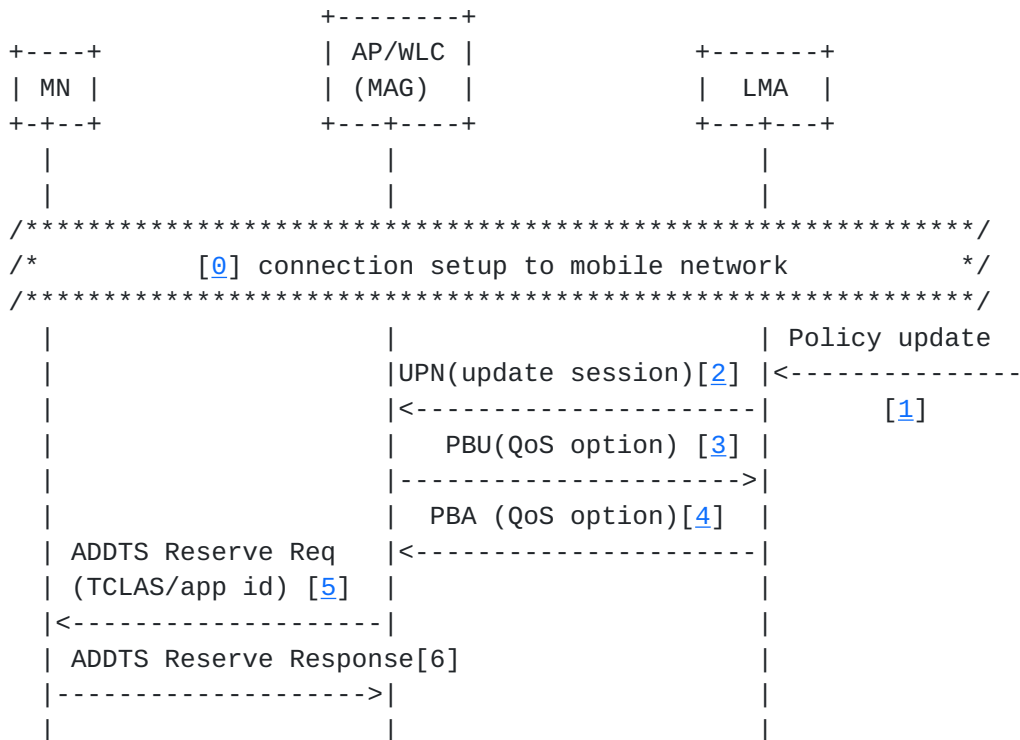 +--------+
+----+              | AP/WLC |              +-------+
| MN |              | (MAG)  |              |  LMA  |
+-+--+              +---+----+              +---+---+
  |                     |                       |
  |                     |                       |
/*************************************************************/
/*          [0] connection setup to mobile network           */
/*************************************************************/
  |                     |                       | Policy update
  |                     |UPN(update session)[2] |<---------------
  |                     |<----------------------|       [1]
  |                     |   PBU(QoS option) [3] |
  |                     |---------------------->|
  |                     |  PBA (QoS option)[4]  |
  | ADDTS Reserve Req   |<----------------------|
  | (TCLAS/app id) [5]  |                       |
  |<--------------------|                       |
  | ADDTS Reserve Response[6]                   |
  |-------------------->|                       |
  |                     |                       |